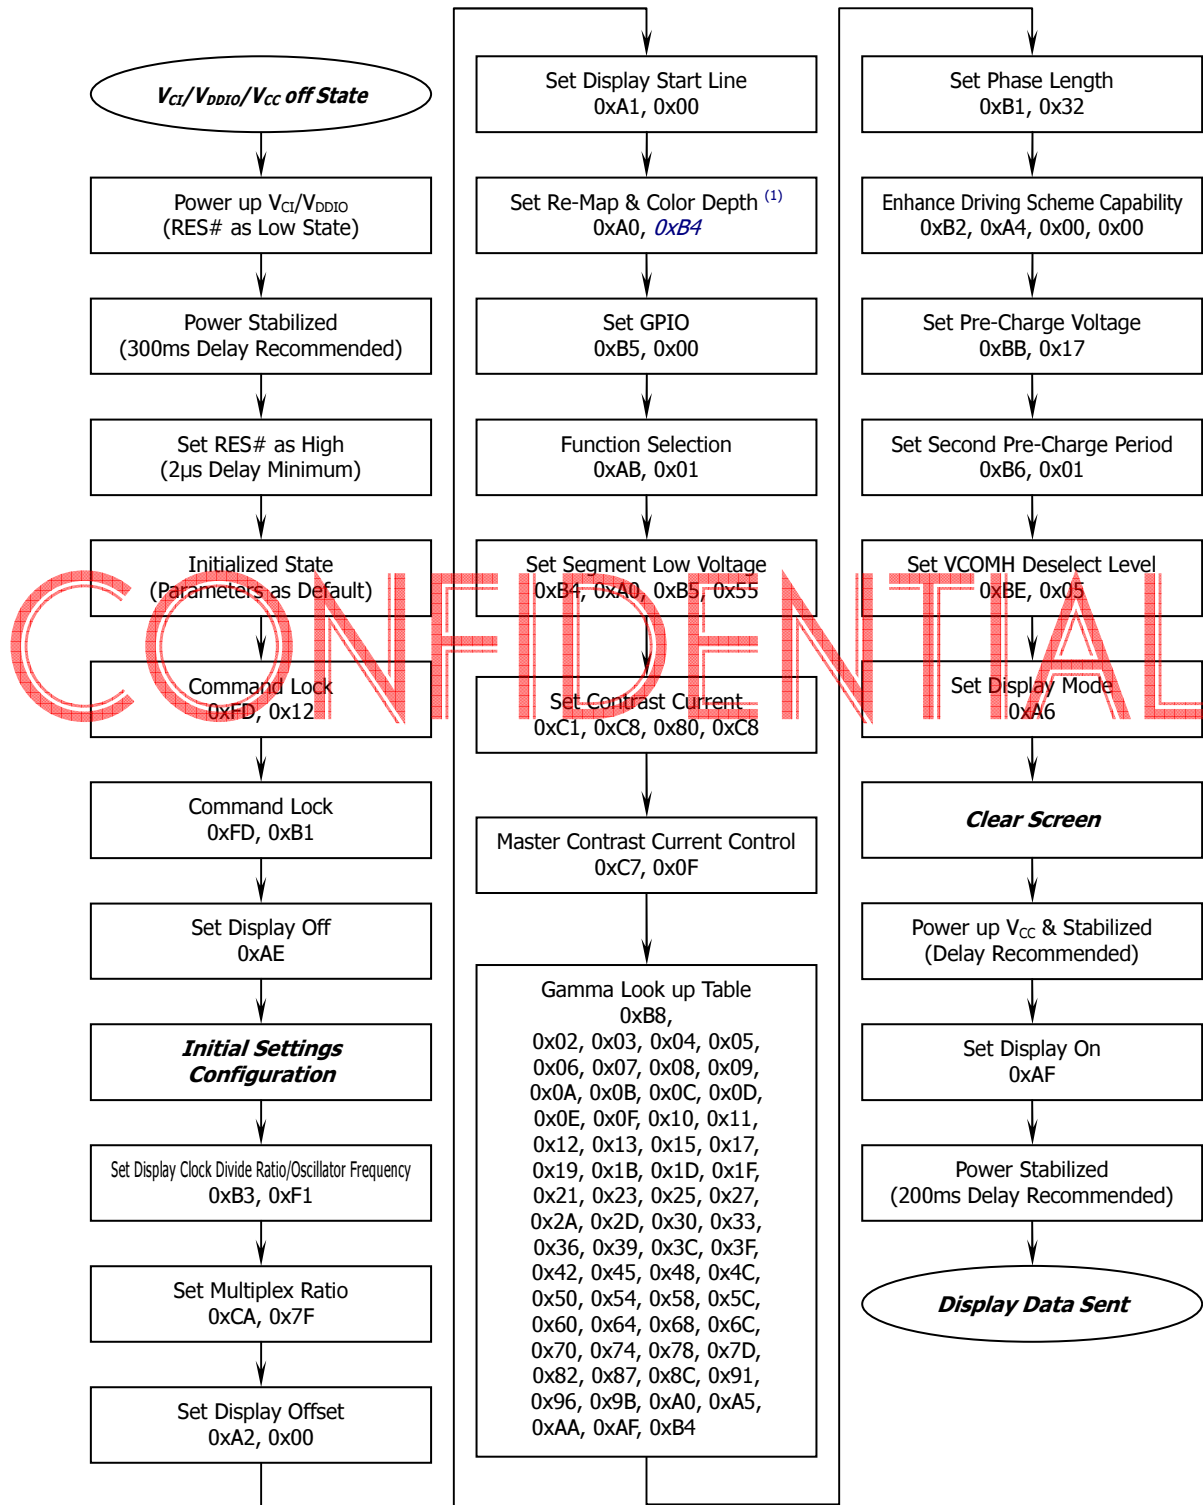 V_CI/V_DDIO/V_CC off State
Power up V_CI/V_DDIO
(RES# as Low State)
Power Stabilized
(300ms Delay Recommended)
Set RES# as High
(2µs Delay Minimum)
Initialized State
(Parameters as Default)
Command Lock
0xFD, 0x12
Command Lock
0xFD, 0xB1
Set Display Off
0xAE
Initial Settings
Configuration
Set Display Clock Divide Ratio/Oscillator Frequency
0xB3, 0xF1
Set Multiplex Ratio
0xCA, 0x7F
Set Display Offset
0xA2, 0x00
Set Display Start Line
0xA1, 0x00
Set Re-Map & Color Depth (1)
0xA0, 0xB4
Set GPIO
0xB5, 0x00
Function Selection
0xAB, 0x01
Set Segment Low Voltage
0xB4, 0xA0, 0xB5, 0x55
Set Contrast Current
0xC1, 0xC8, 0x80, 0xC8
Master Contrast Current Control
0xC7, 0x0F
Gamma Look up Table
0xB8,
0x02, 0x03, 0x04, 0x05,
0x06, 0x07, 0x08, 0x09,
0x0A, 0x0B, 0x0C, 0x0D,
0x0E, 0x0F, 0x10, 0x11,
0x12, 0x13, 0x15, 0x17,
0x19, 0x1B, 0x1D, 0x1F,
0x21, 0x23, 0x25, 0x27,
0x2A, 0x2D, 0x30, 0x33,
0x36, 0x39, 0x3C, 0x3F,
0x42, 0x45, 0x48, 0x4C,
0x50, 0x54, 0x58, 0x5C,
0x60, 0x64, 0x68, 0x6C,
0x70, 0x74, 0x78, 0x7D,
0x82, 0x87, 0x8C, 0x91,
0x96, 0x9B, 0xA0, 0xA5,
0xAA, 0xAF, 0xB4
Set Phase Length
0xB1, 0x32
Enhance Driving Scheme Capability
0xB2, 0xA4, 0x00, 0x00
Set Pre-Charge Voltage
0xBB, 0x17
Set Second Pre-Charge Period
0xB6, 0x01
Set VCOMH Deselect Level
0xBE, 0x05
Set Display Mode
0xA6
Clear Screen
Power up V_CC & Stabilized
(Delay Recommended)
Set Display On
0xAF
Power Stabilized
(200ms Delay Recommended)
Display Data Sent
CONFIDENTIAL